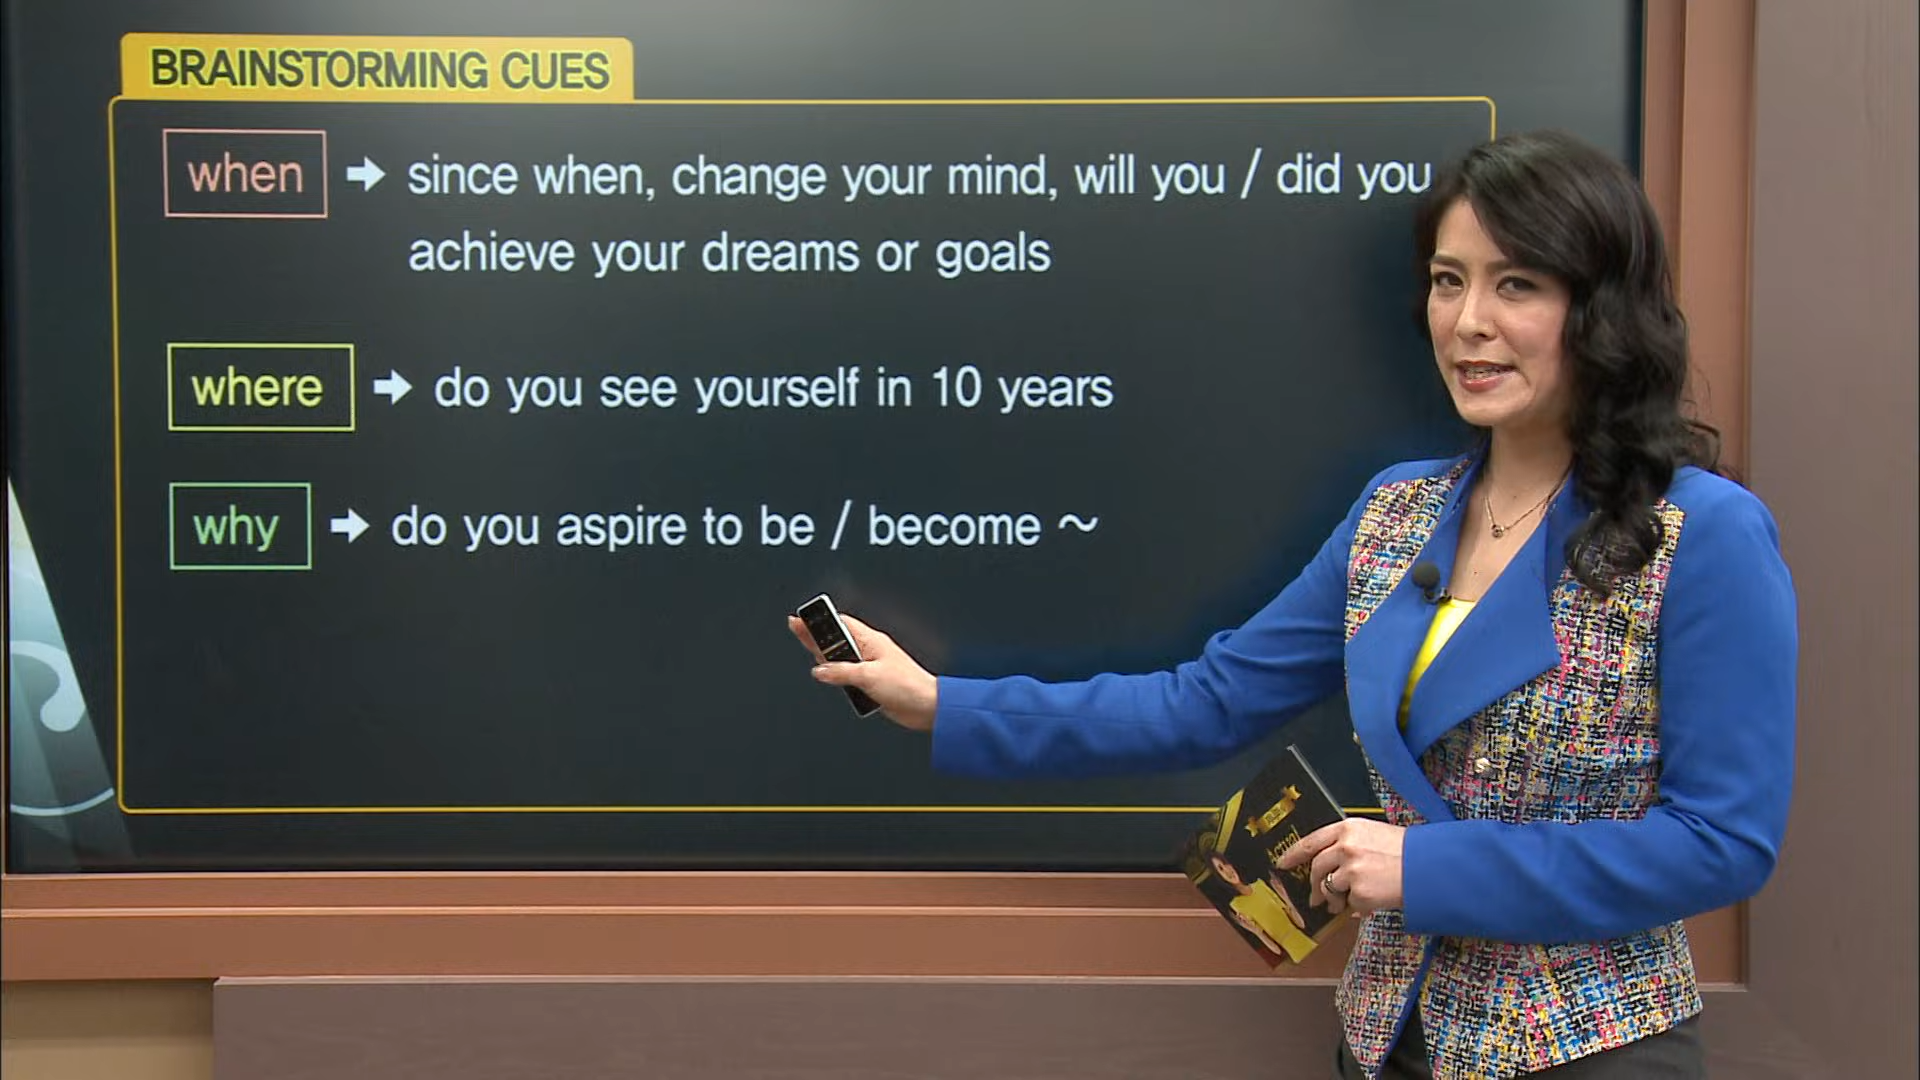 BRAINSTORMING CUES
when → since when, change your mind, will you / did you
achieve your dreams or goals
where → do you see yourself in 10 years
why → do you aspire to be / become ~
Actual